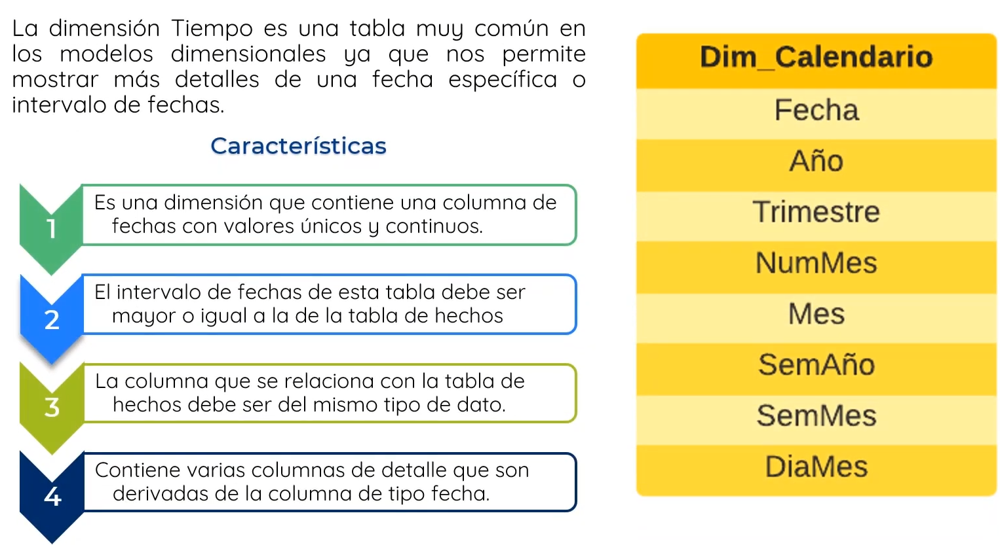 La dimensión Tiempo es una tabla muy común en
los modelos dimensionales ya que nos permite
mostrar más detalles de una fecha específica o
intervalo de fechas.
Características
1
Es una dimensión que contiene una columna de
fechas con valores únicos y continuos.
2
El intervalo de fechas de esta tabla debe ser
mayor o igual a la de la tabla de hechos
3
La columna que se relaciona con la tabla de
hechos debe ser del mismo tipo de dato.
4
Contiene varias columnas de detalle que son
derivadas de la columna de tipo fecha.
Dim_Calendario
Fecha
Año
Trimestre
NumMes
Mes
SemAño
SemMes
DiaMes